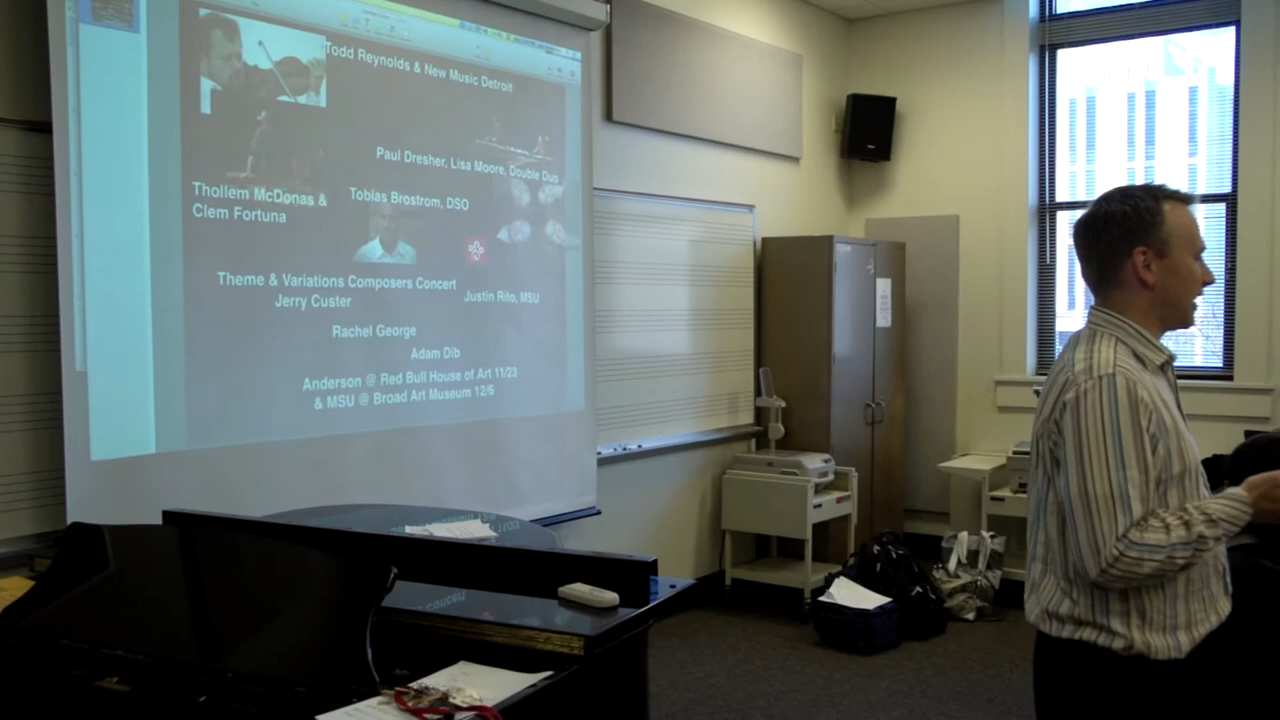 Todd Reynolds & New Music Detroit
Paul Dresher, Lisa Moore, Double Duo
Thollem McDonas &
Clem Fortuna
Tobias Brostrom, DSO
Theme & Variations Composers Concert
Jerry Custer
Justin Rito, MSU
Rachel George
Adam Dib
Anderson @ Red Bull House of Art 11/23
& MSU @ Broad Art Museum 12/6